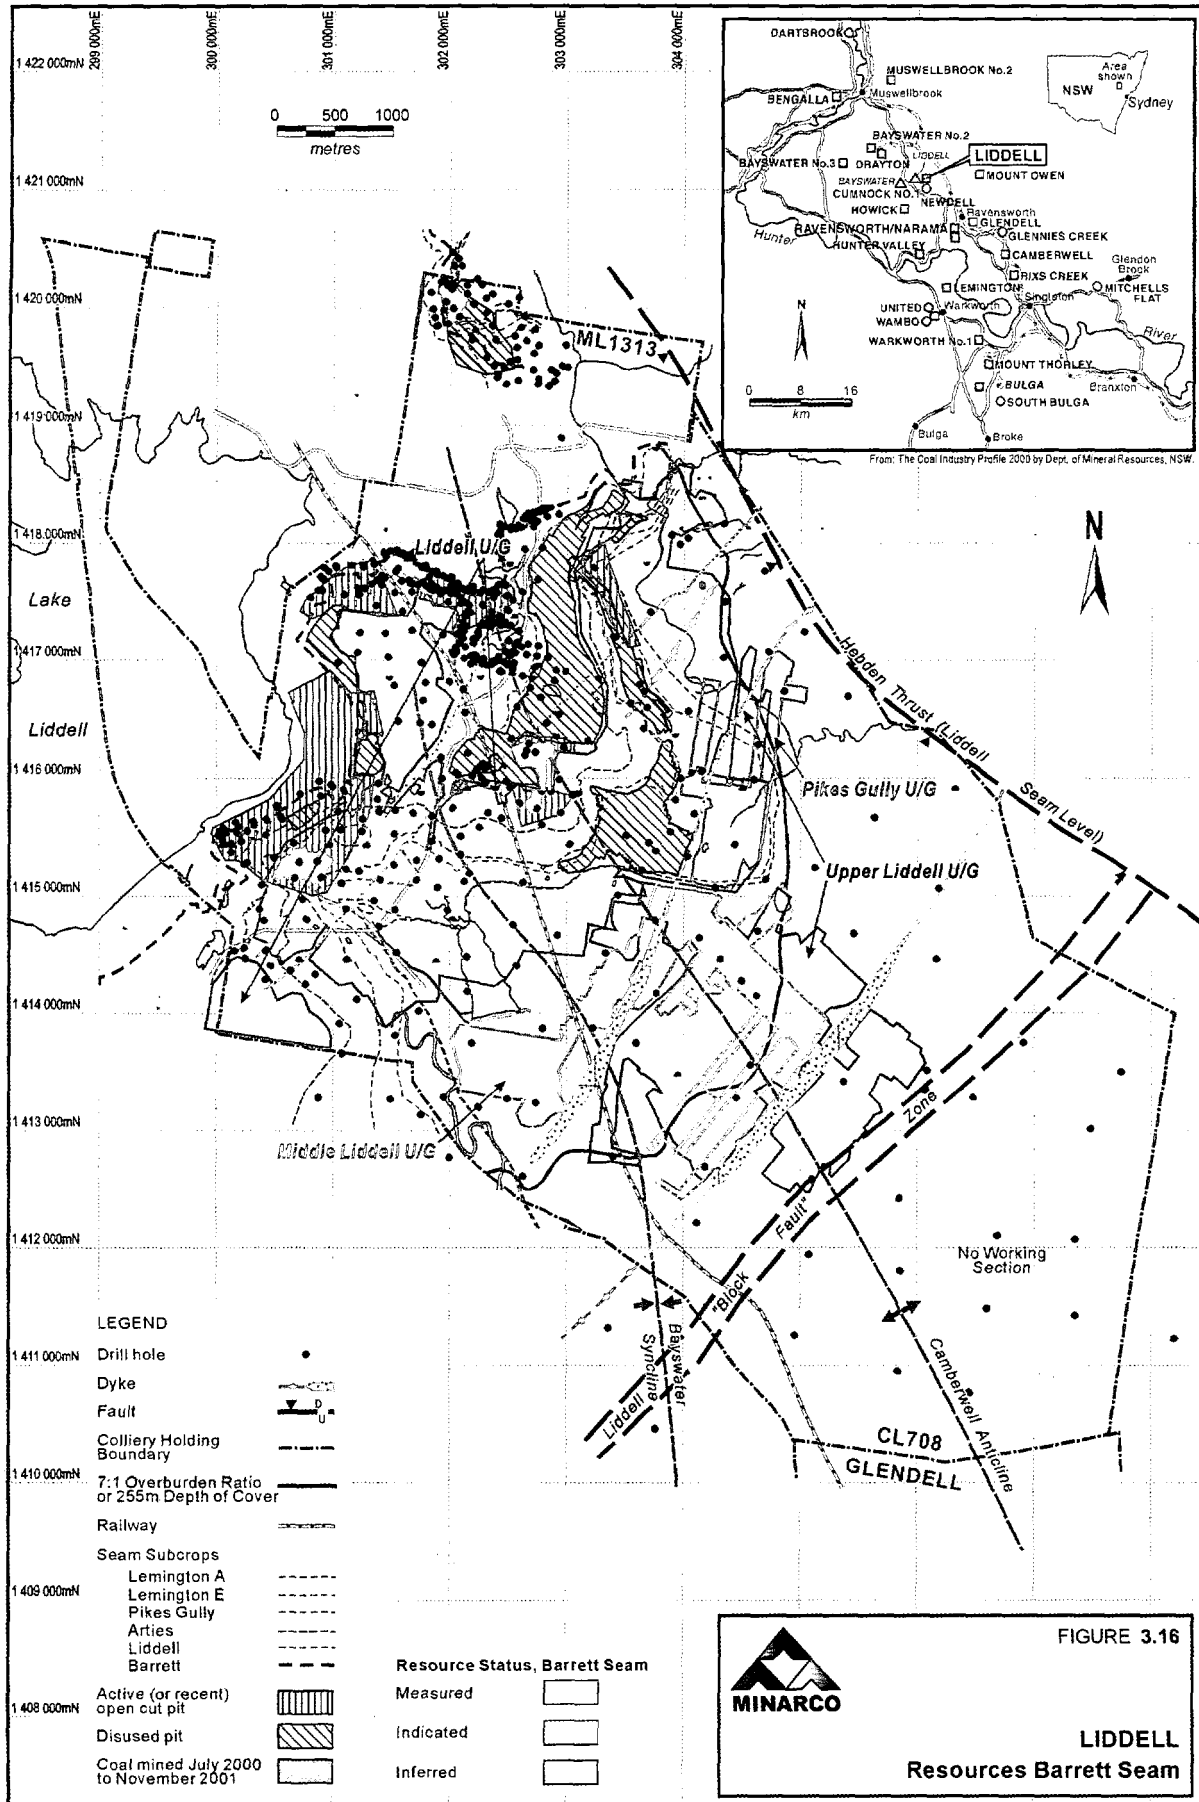 299 000mE
300 000mE
301 000mE
302 000mE
303 000mE
304 000mE
1 422 000mN
1 421 000mN
1 420 000mN
1 419 000mN
1 418 000mN
1 417 000mN
1 416 000mN
1 415 000mN
1 414 000mN
1 413 000mN
1 412 000mN
1 411 000mN
1 410 000mN
1 409 000mN
1 408 000mN
0 500 1000
metres
DARTBROOK
MUSWELLBROOK No.2
Muswellbrook
BENGALLA
BAYSWATER No.2
LIDDELL
LIDDELL
BAYSWATER No.3
DRAYTON
BAYSWATER
MOUNT OWEN
CUMNOCK NO.1
NEWDELL
HOWICK
Ravensworth
GLENDELL
RAVENSWORTH/NARAMA
GLENNIES CREEK
HUNTER VALLEY
CAMBERWELL
Hunter
RIXS CREEK
Glendon
Brock
LEMINGTON
MITCHELLS
FLAT
Singleton
UNITED
Warkworth
WAMBO
River
WARKWORTH No.1
MOUNT THORLEY
Branxton
BULGA
SOUTH BULGA
Bulga
Broke
N
0 8 16
km
Area
shown
NSW
Sydney
From: The Coal Industry Profile 2000 by Dept. of Mineral Resources, NSW.
ML1313
N
Liddell U/G
Lake
Liddell
Hebden Thrust (Liddell
Seam Level)
Pikes Gully U/G
Upper Liddell U/G
Middle Liddell U/G
Liddell
"Block
Fault"
Zone
Bayswater
Syncline
No Working
Section
Camberwell Anticline
CL708
GLENDELL
LEGEND
Drill hole
Dyke
Fault
D
U
Colliery Holding
Boundary
7:1 Overburden Ratio
or 255m Depth of Cover
Railway
Seam Subcrops
Lemington A
Lemington E
Pikes Gully
Arties
Liddell
Barrett
Active (or recent)
open cut pit
Disused pit
Coal mined July 2000
to November 2001
Resource Status, Barrett Seam
Measured
Indicated
Inferred
MINARCO
FIGURE 3.16
LIDDELL
Resources Barrett Seam